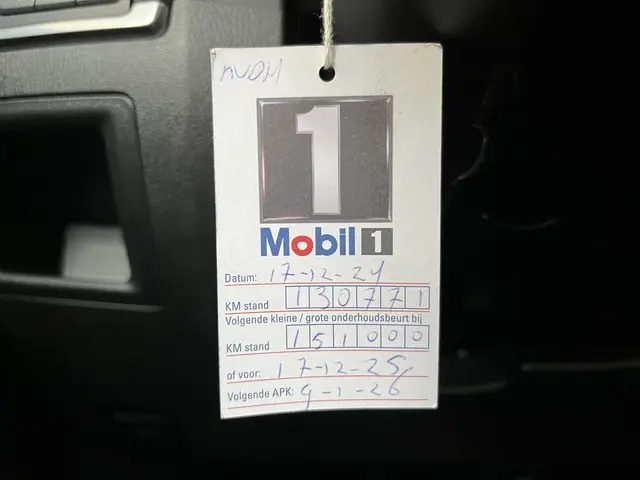 1
Mobil 1
Datum: 17-12-24
KM stand 130771
Volgende kleine / grote onderhoudsbeurt bij
KM stand 151000
of voor: 17-12-25
Volgende APK: 9-1-26